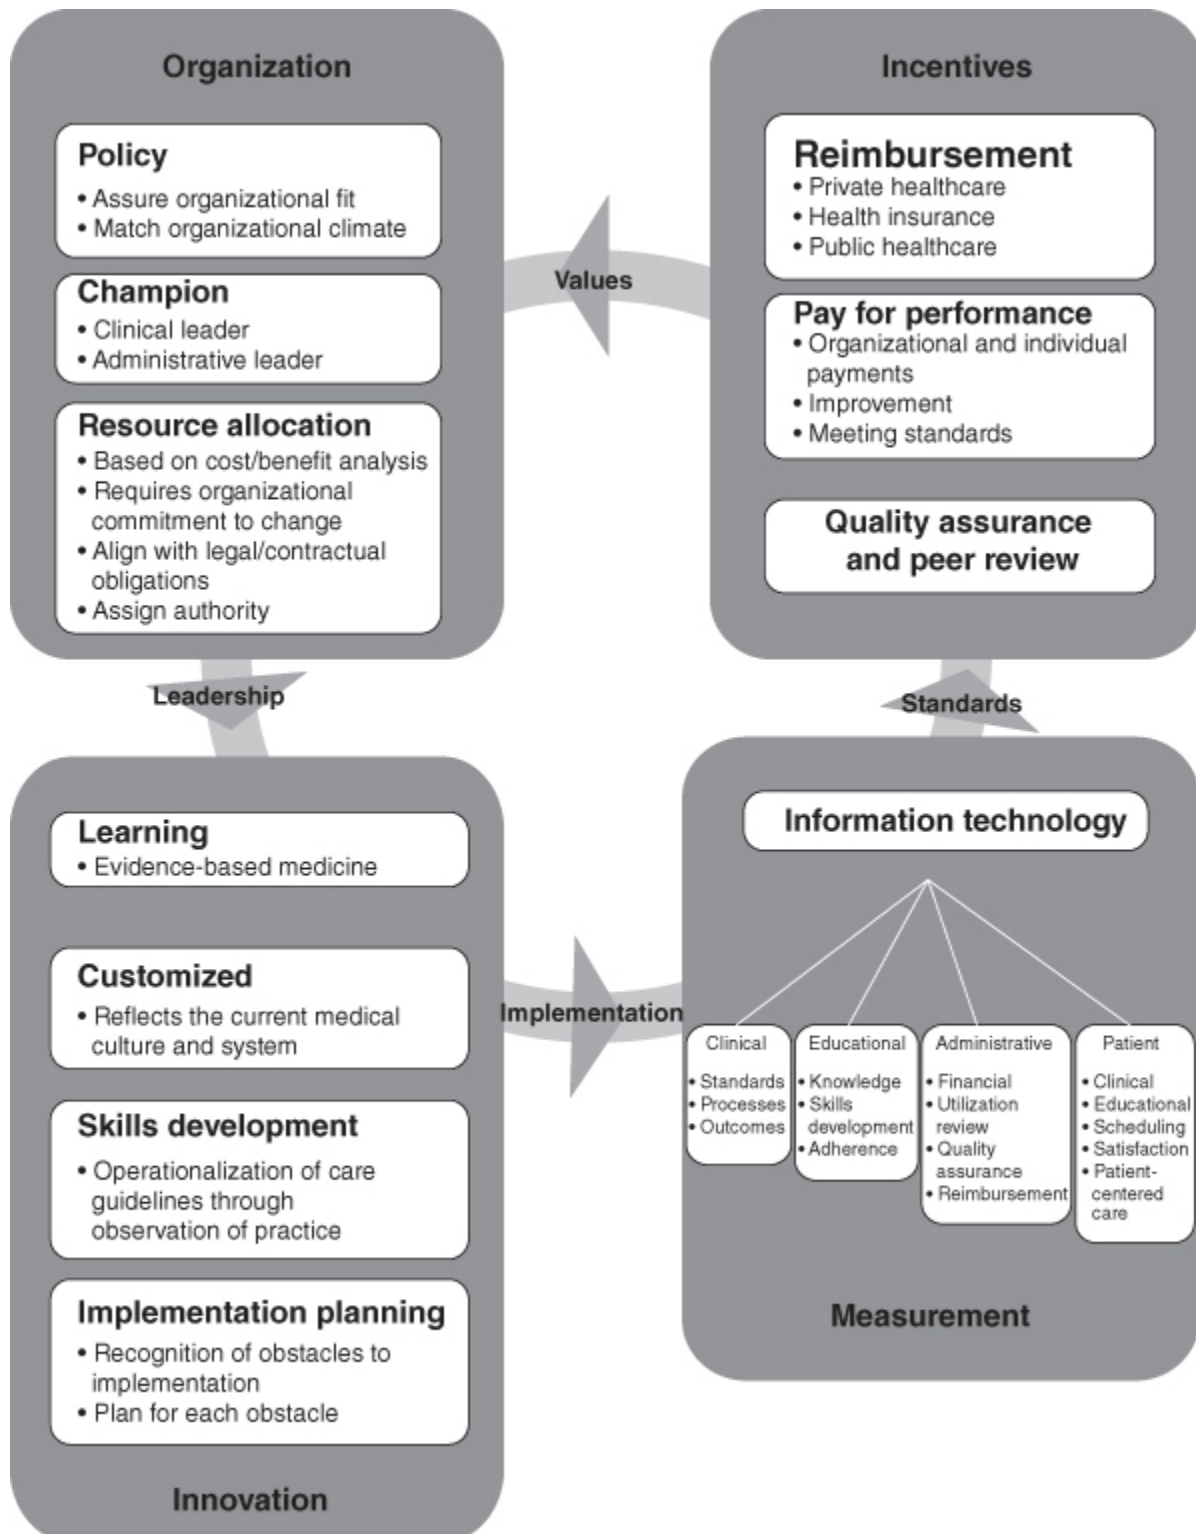 Organization
Policy
• Assure organizational fit
• Match organizational climate
Champion
• Clinical leader
• Administrative leader
Resource allocation
• Based on cost/benefit analysis
• Requires organizational
commitment to change
• Align with legal/contractual
obligations
• Assign authority
Incentives
Reimbursement
• Private healthcare
• Health insurance
• Public healthcare
Pay for performance
• Organizational and individual
payments
• Improvement
• Meeting standards
Quality assurance
and peer review
Values
Leadership
Standards
Learning
• Evidence-based medicine
Customized
• Reflects the current medical
culture and system
Skills development
• Operationalization of care
guidelines through
observation of practice
Implementation planning
• Recognition of obstacles to
implementation
• Plan for each obstacle
Innovation
Implementation
Information technology
Clinical
• Standards
• Processes
• Outcomes
Educational
• Knowledge
• Skills
development
• Adherence
Administrative
• Financial
• Utilization
review
• Quality
assurance
• Reimbursement
Patient
• Clinical
• Educational
• Scheduling
• Satisfaction
• Patient-
centered
care
Measurement